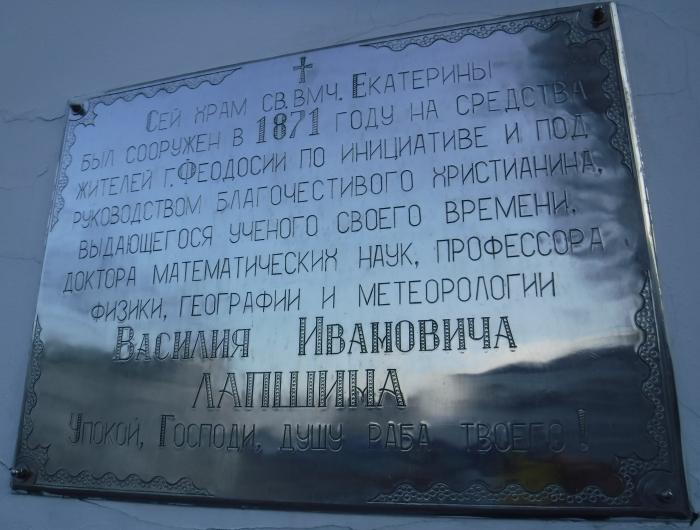 Сей храм св. вмч. Екатерины
был сооружен в 1871 году на средства
жителей г. Феодосии по инициативе и под
руководством благочестивого христианина,
выдающегося ученого своего времени,
доктора математических наук, профессора
физики, географии и метеорологии
Василия Ивановича
Лапшина
Упокой, Господи, душу раба твоего!